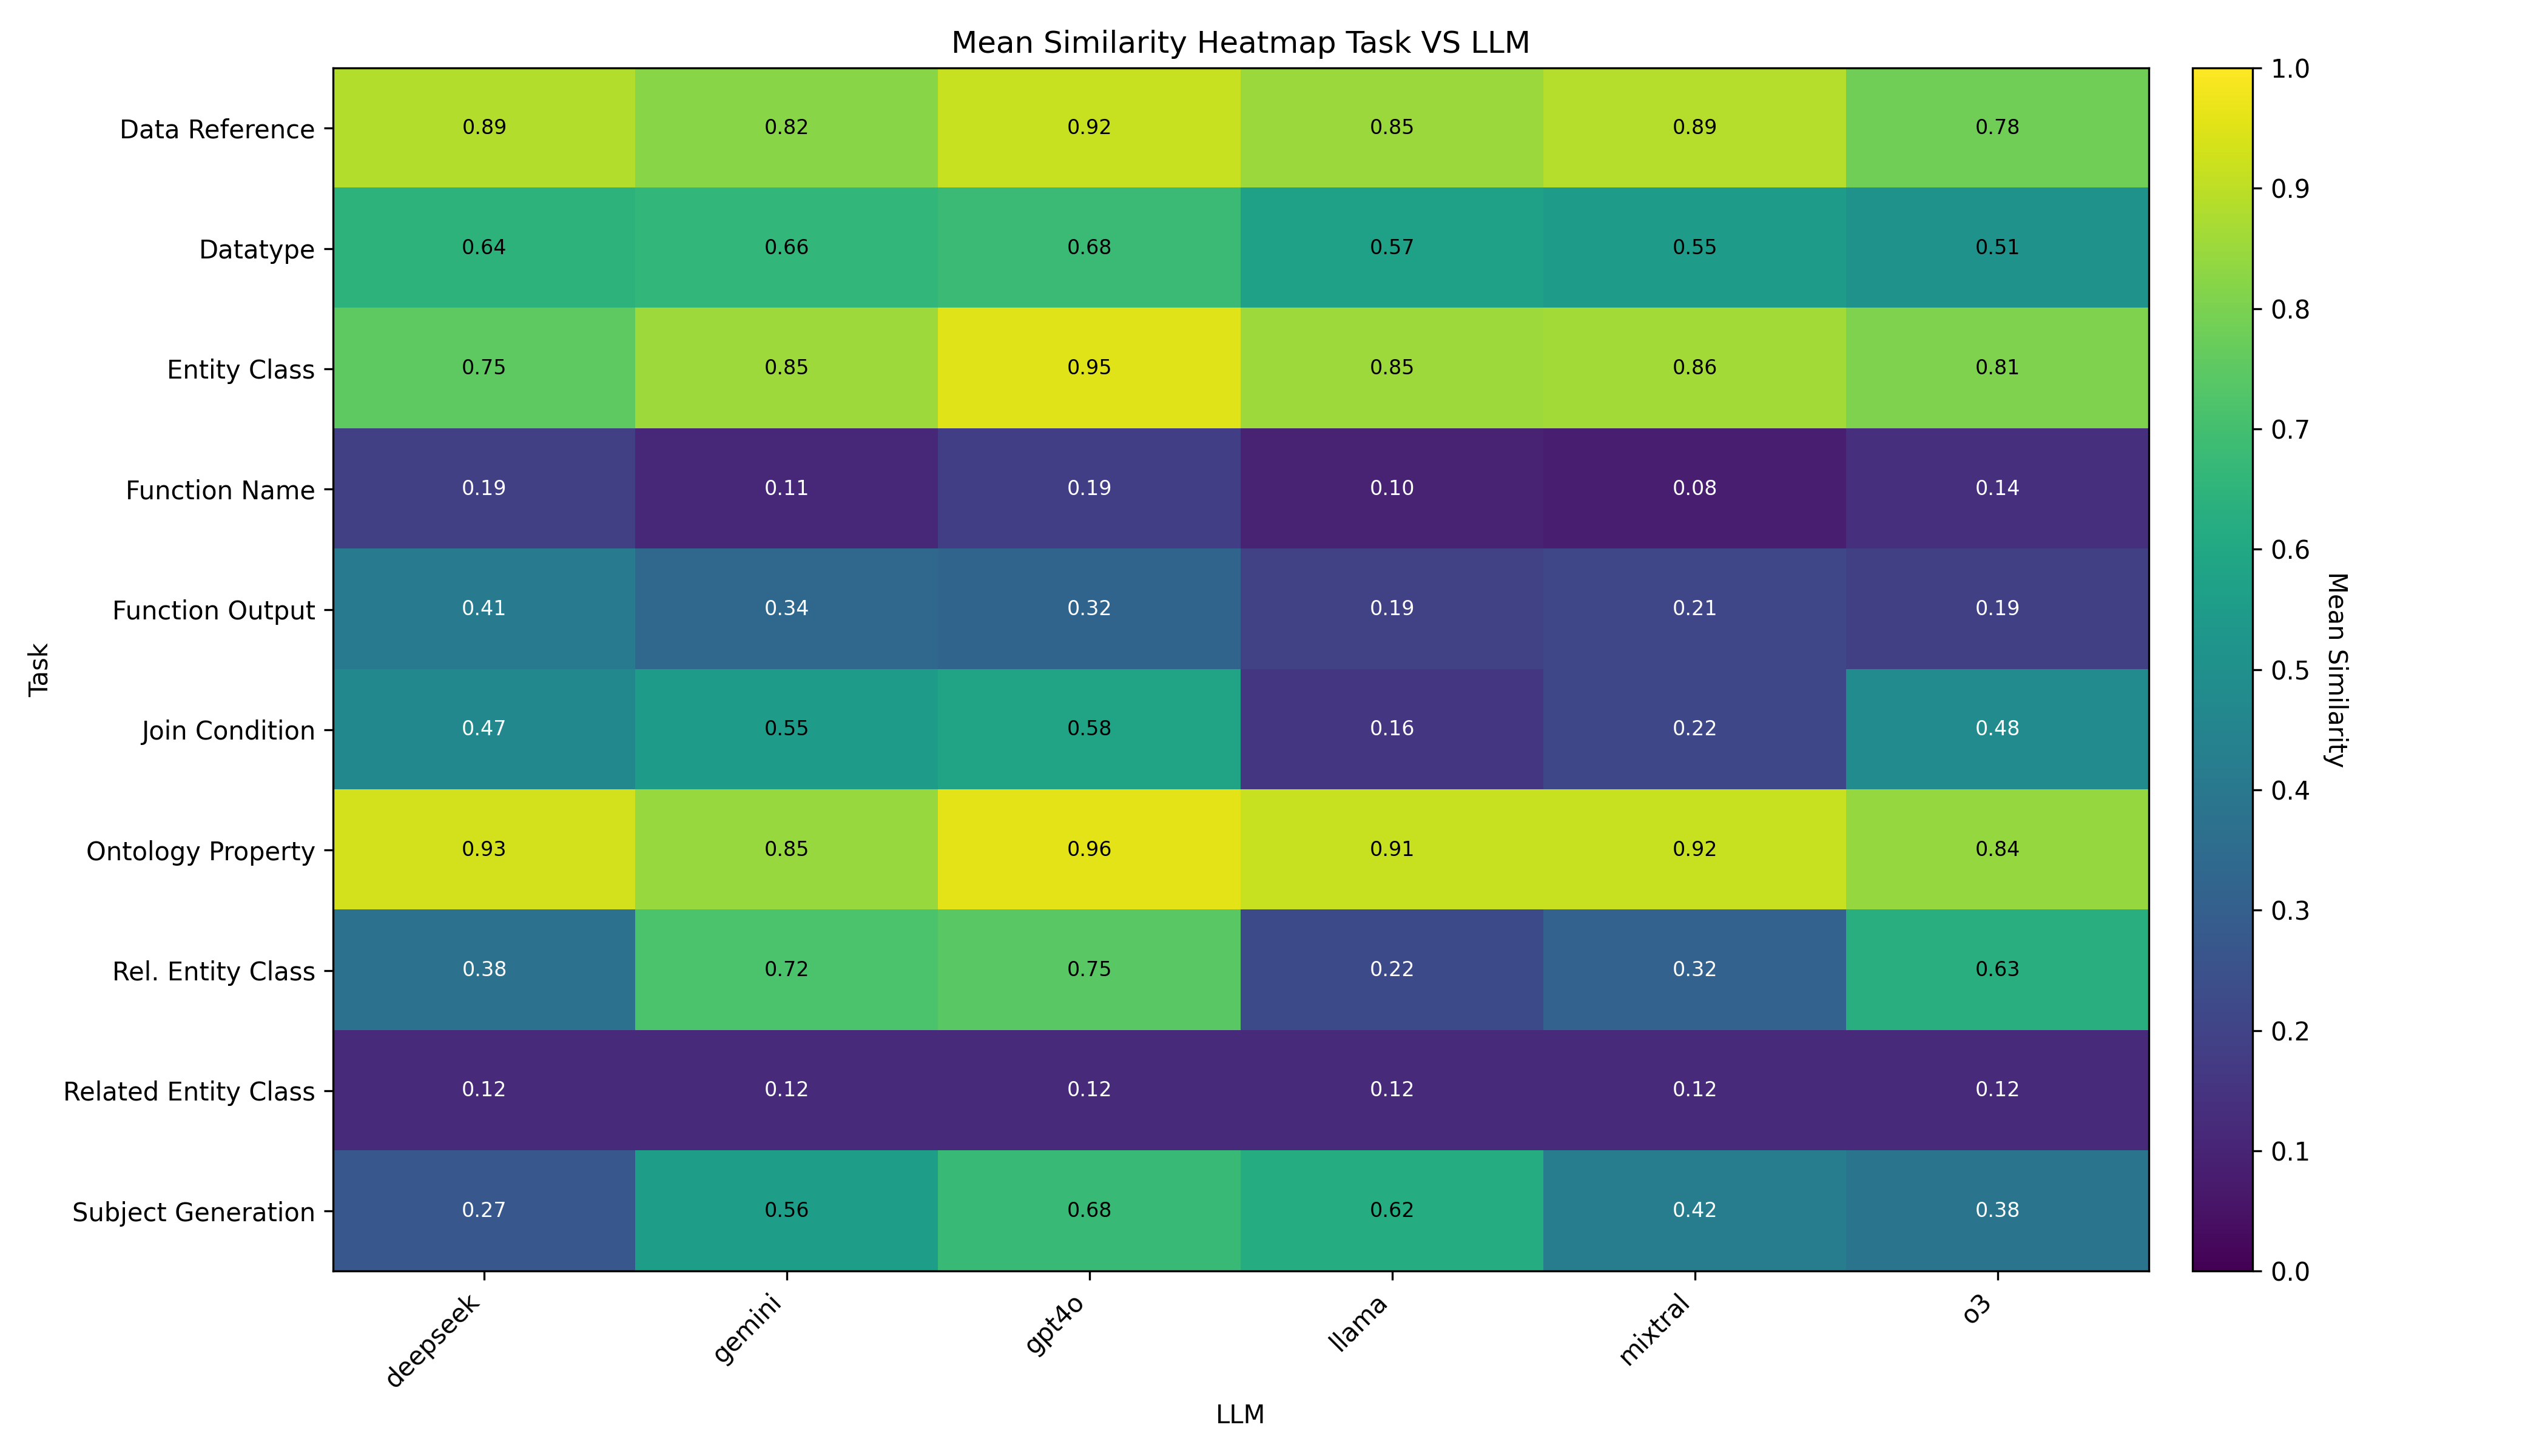 Mean Similarity Heatmap Task VS LLM
Data Reference 0.89 0.82 0.92 0.85 0.89 0.78
Datatype 0.64 0.66 0.68 0.57 0.55 0.51
Entity Class 0.75 0.85 0.95 0.85 0.86 0.81
Function Name 0.19 0.11 0.19 0.10 0.08 0.14
Function Output 0.41 0.34 0.32 0.19 0.21 0.19
Join Condition 0.47 0.55 0.58 0.16 0.22 0.48
Ontology Property 0.93 0.85 0.96 0.91 0.92 0.84
Rel. Entity Class 0.38 0.72 0.75 0.22 0.32 0.63
Related Entity Class 0.12 0.12 0.12 0.12 0.12 0.12
Subject Generation 0.27 0.56 0.68 0.62 0.42 0.38
deepseek gemini gpt4o llama mixtral o3
LLM
Task
1.0
0.9
0.8
0.7
0.6
0.5
0.4
0.3
0.2
0.1
0.0
Mean Similarity